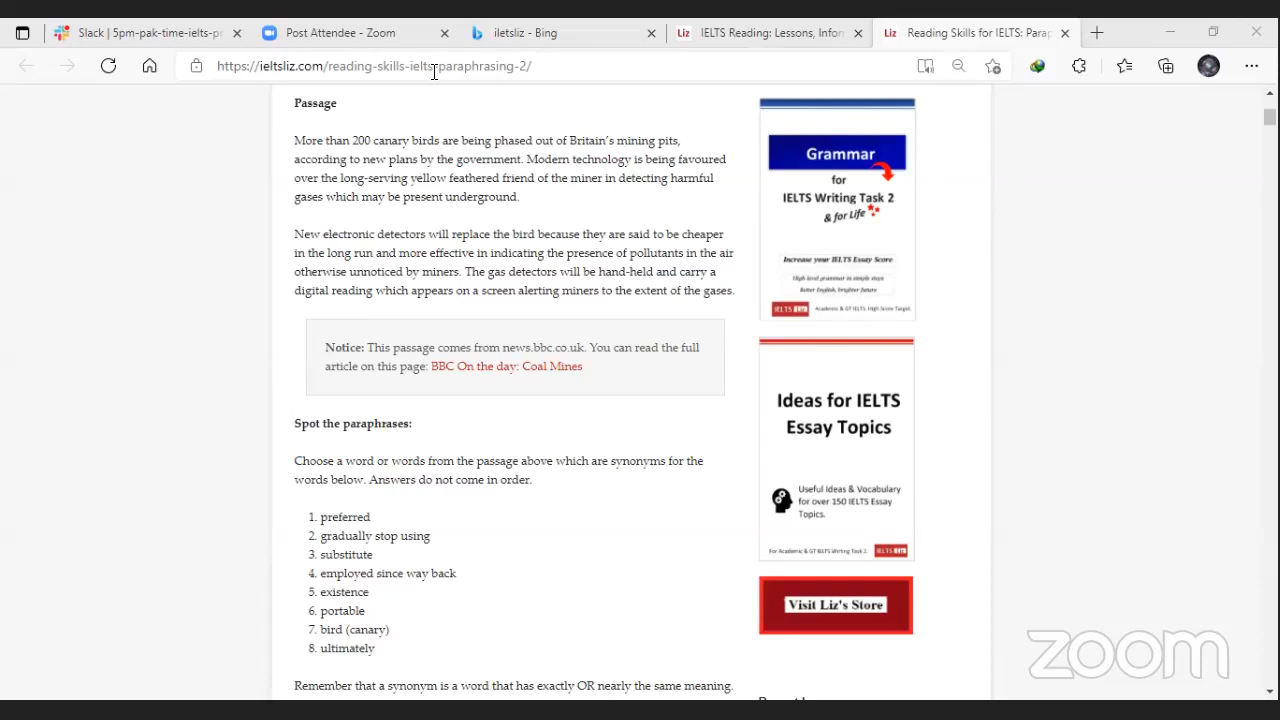 Slack | 5pm-pak-time-ielts-pr
Post Attendee - Zoom
iletsliz - Bing
Liz IELTS Reading: Lessons, Infor
Liz Reading Skills for IELTS: Parap
https://ieltsliz.com/reading-skills-ielts-paraphrasing-2/
Passage
More than 200 canary birds are being phased out of Britain's mining pits,
according to new plans by the government. Modern technology is being favoured
over the long-serving yellow feathered friend of the miner in detecting harmful
gases which may be present underground.
New electronic detectors will replace the bird because they are said to be cheaper
in the long run and more effective in indicating the presence of pollutants in the air
otherwise unnoticed by miners. The gas detectors will be hand-held and carry a
digital reading which appears on a screen alerting miners to the extent of the gases.
Notice: This passage comes from news.bbc.co.uk. You can read the full
article on this page: BBC On the day: Coal Mines
Spot the paraphrases:
Choose a word or words from the passage above which are synonyms for the
words below. Answers do not come in order.
1. preferred
2. gradually stop using
3. substitute
4. employed since way back
5. existence
6. portable
7. bird (canary)
8. ultimately
Remember that a synonym is a word that has exactly OR nearly the same meaning.
Grammar
for
IELTS Writing Task 2
& for Life
Increase your IELTS Essay Score
High level grammar in simple steps
Better English, brighter future
Academic & GT IELTS: High Score Target.
Ideas for IELTS
Essay Topics
Useful Ideas & Vocabulary
for over 150 IELTS Essay
Topics.
For Academic & GT IELTS Writing Task 2.
Visit Liz's Store
zoom